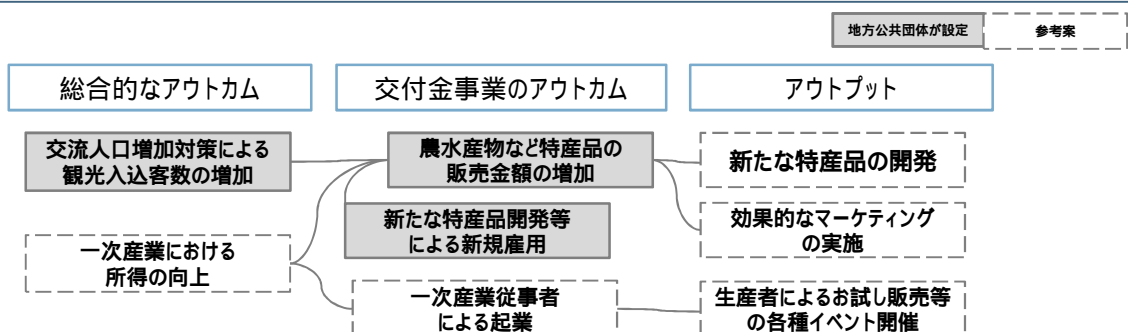 地方公共団体が設定
参考案
総合的なアウトカム
交付金事業のアウトカム
アウトプット
交流人口増加対策による
観光入込客数の増加
農水産物など特産品の
販売金額の増加
新たな特産品の開発
新たな特産品開発等
による新規雇用
効果的なマーケティング
の実施
一次産業における
所得の向上
一次産業従事者
による起業
生産者によるお試し販売等
の各種イベント開催